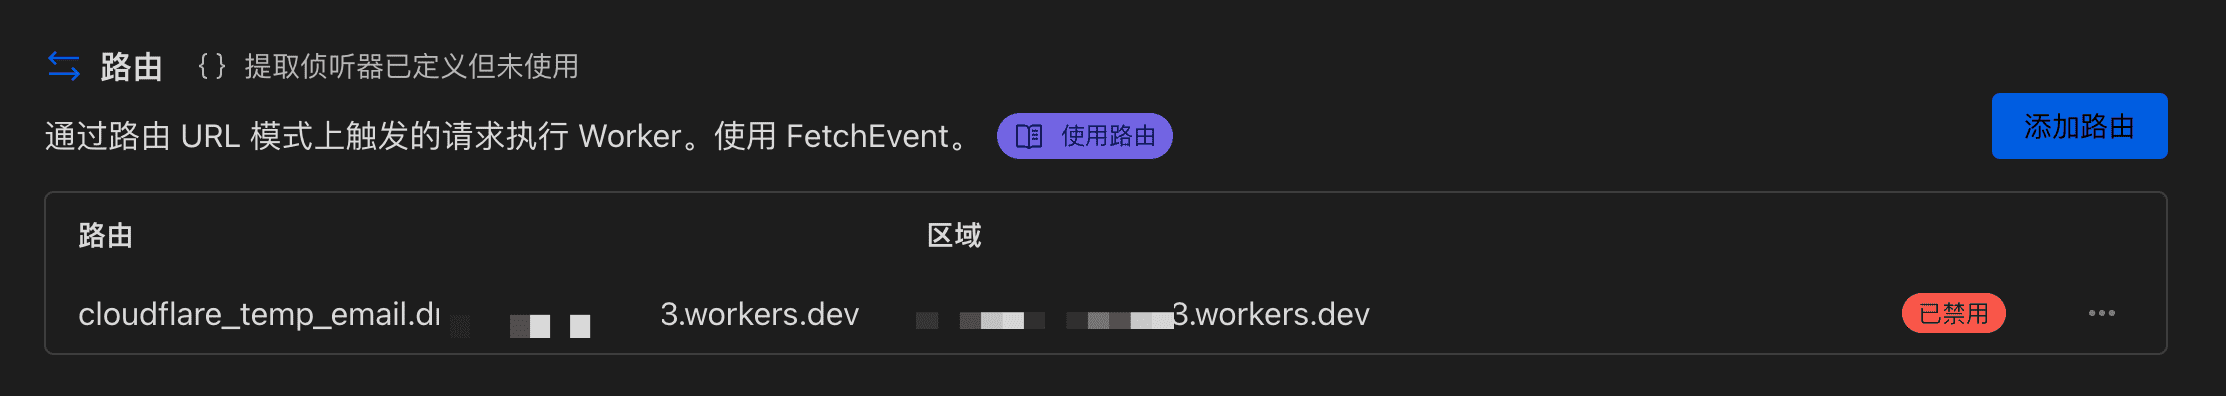 路由 {} 提取侦听器已定义但未使用
通过路由 URL 模式上触发的请求执行 Worker。使用 FetchEvent。 使用路由
添加路由
路由 区域
cloudflare_temp_email.dr 3.workers.dev 3.workers.dev 已禁用 •••